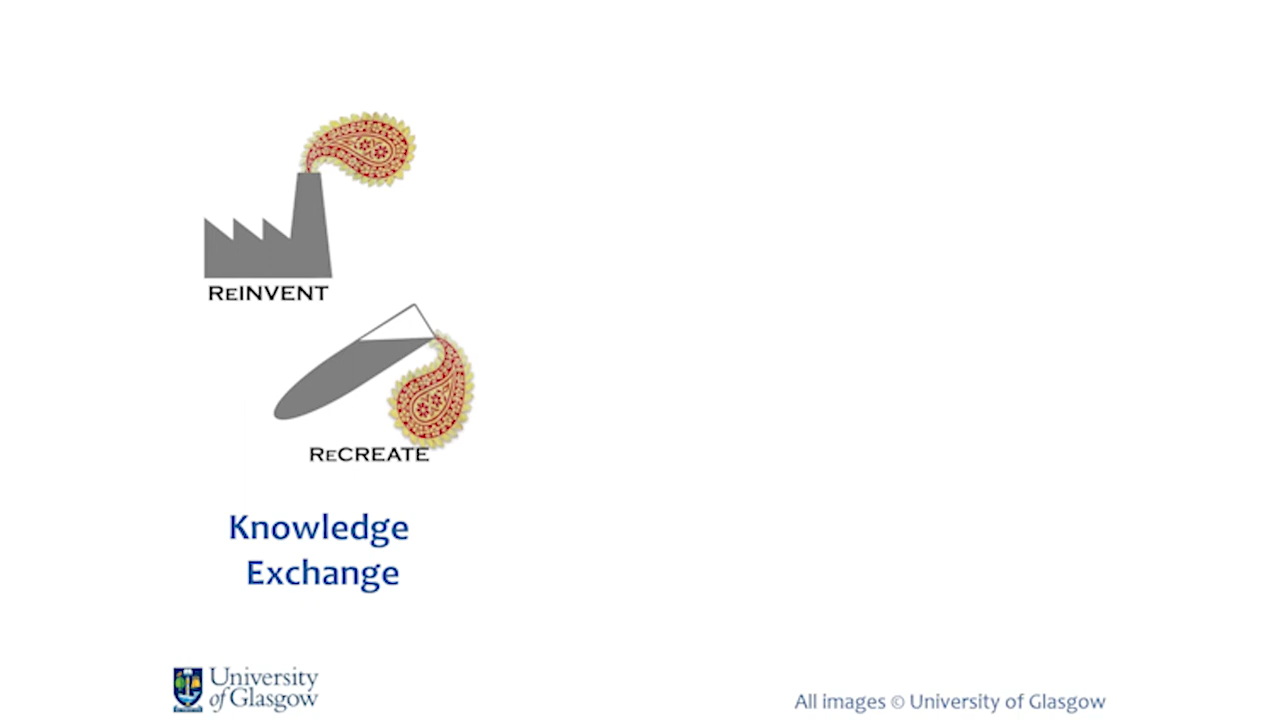 REINVENT
RECREATE
Knowledge
Exchange
University
of Glasgow
All images © University of Glasgow